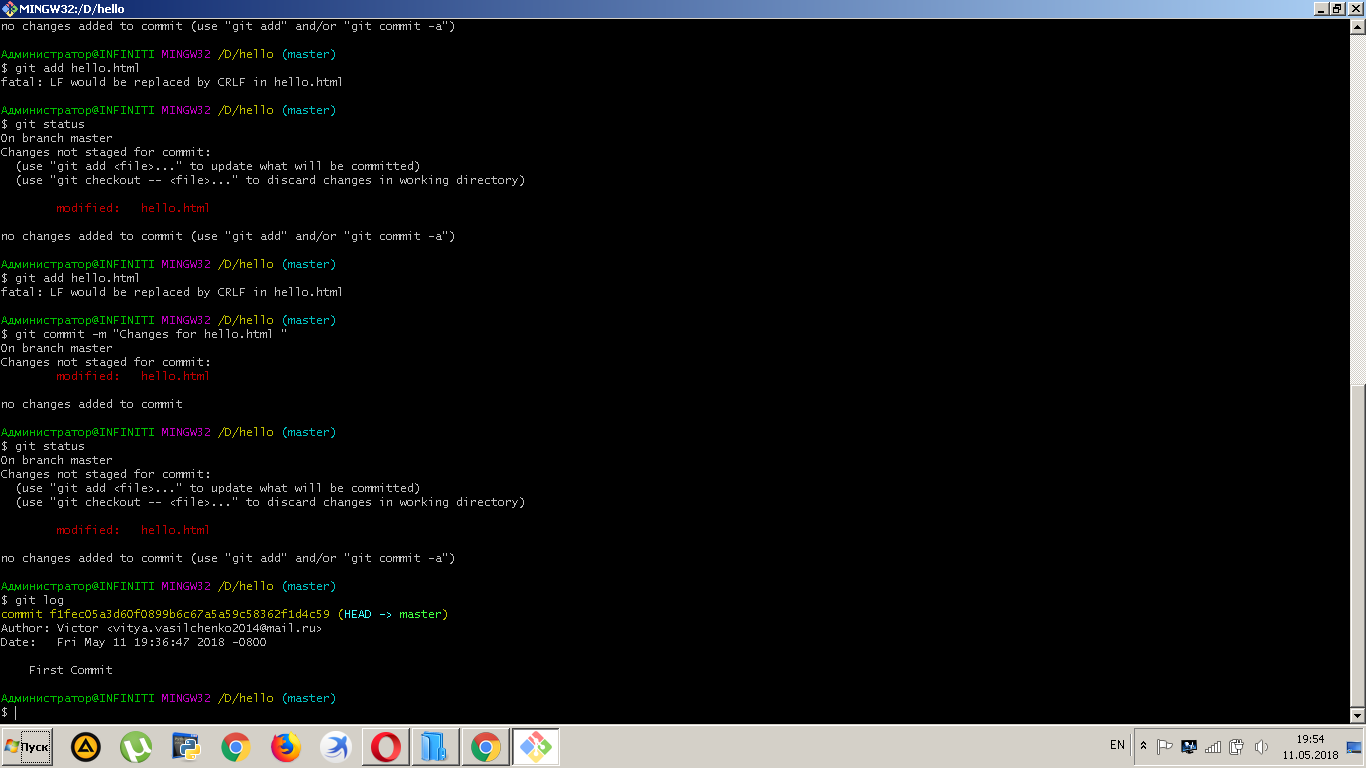 MINGW32:/D/hello
no changes added to commit (use "git add" and/or "git commit -a")
Администратор@INFINITI MINGW32 /D/hello (master)
$ git add hello.html
fatal: LF would be replaced by CRLF in hello.html
Администратор@INFINITI MINGW32 /D/hello (master)
$ git status
On branch master
Changes not staged for commit:
  (use "git add <file>..." to update what will be committed)
  (use "git checkout -- <file>..." to discard changes in working directory)
        modified:   hello.html
no changes added to commit (use "git add" and/or "git commit -a")
Администратор@INFINITI MINGW32 /D/hello (master)
$ git add hello.html
fatal: LF would be replaced by CRLF in hello.html
Администратор@INFINITI MINGW32 /D/hello (master)
$ git commit -m "Changes for hello.html "
On branch master
Changes not staged for commit:
        modified:   hello.html
no changes added to commit
Администратор@INFINITI MINGW32 /D/hello (master)
$ git status
On branch master
Changes not staged for commit:
  (use "git add <file>..." to update what will be committed)
  (use "git checkout -- <file>..." to discard changes in working directory)
        modified:   hello.html
no changes added to commit (use "git add" and/or "git commit -a")
Администратор@INFINITI MINGW32 /D/hello (master)
$ git log
commit f1fec05a3d60f0899b6c67a5a59c58362f1d4c59 (HEAD -> master)
Author: Victor <vitya.vasilchenko2014@mail.ru>
Date:   Fri May 11 19:36:47 2018 -0800
    First Commit
Администратор@INFINITI MINGW32 /D/hello (master)
$
Пуск
EN
19:54
11.05.2018